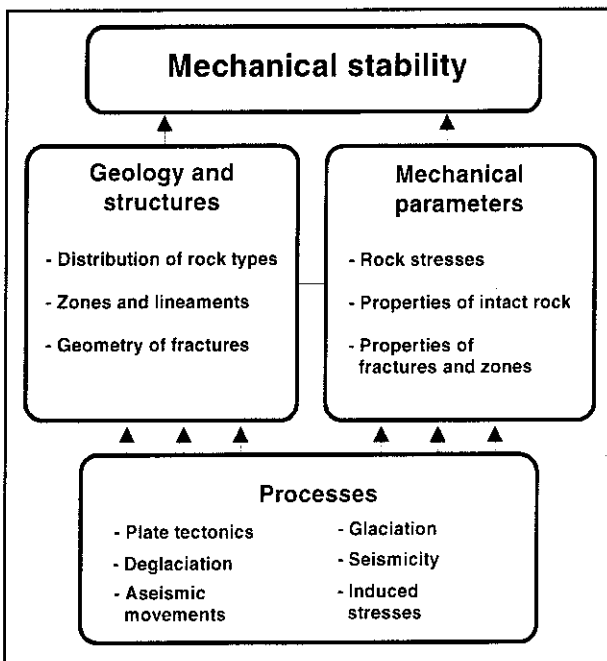 Mechanical stability
Geology and
structures
- Distribution of rock types
- Zones and lineaments
- Geometry of fractures
Mechanical
parameters
- Rock stresses
- Properties of intact rock
- Properties of
fractures and zones
Processes
- Plate tectonics
- Deglaciation
- Aseismic
movements
- Glaciation
- Seismicity
- Induced
stresses